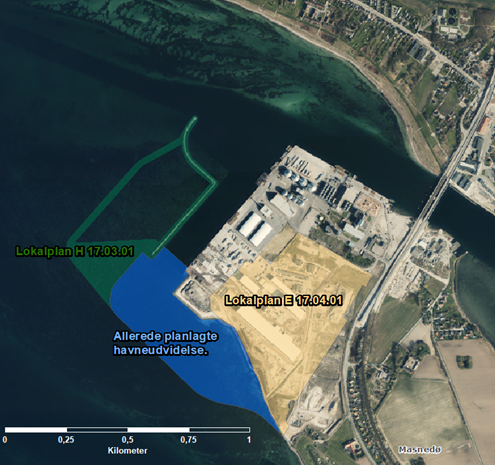 Lokalplan H 17.03.01
Lokalplan E 17.04.01
Allerede planlagte
havneudvidelse.
0 0,25 0,5 0,75 1
Kilometer
Masnedø